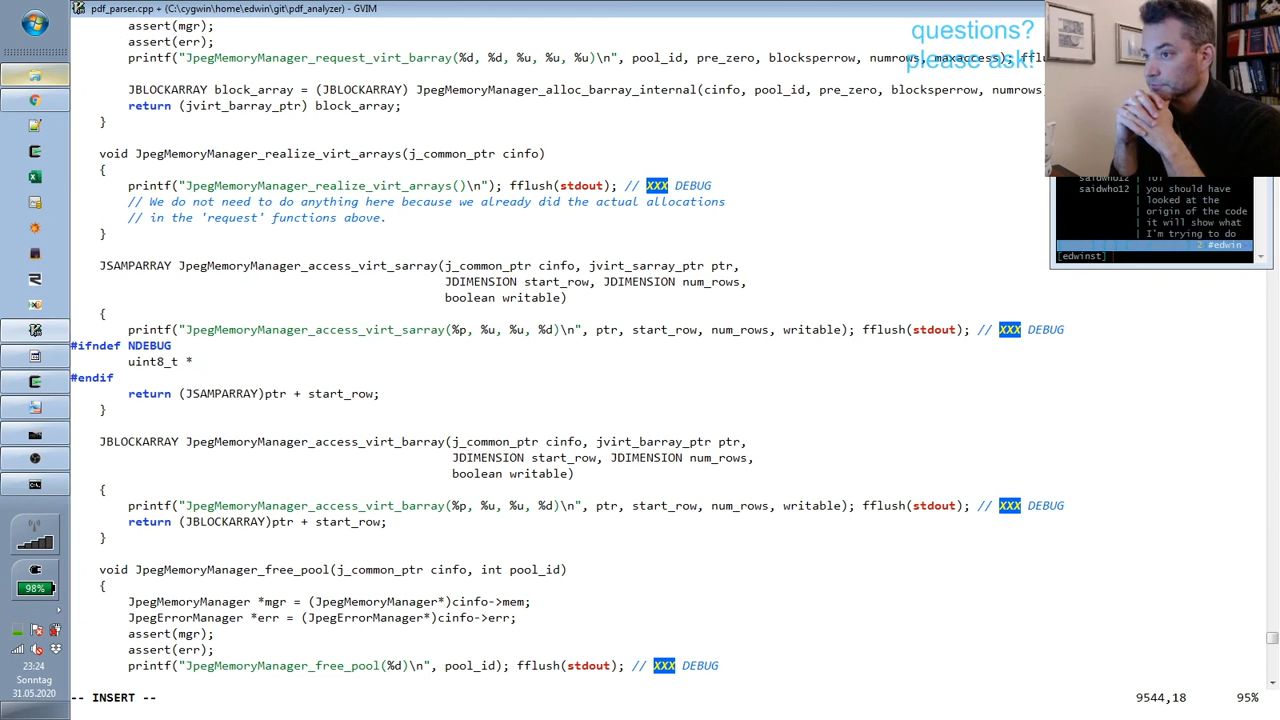 pdf_parser.cpp + (C:\cygwin\home\edwin\git\pdf_analyzer) - GVIM
assert(mgr);
assert(err);
printf("JpegMemoryManager_request_virt_barray(%d, %d, %u, %u, %u)\n", pool_id, pre_zero, blocksperrow, numrows, maxaccess); fflu
JBLOCKARRAY block_array = (JBLOCKARRAY) JpegMemoryManager_alloc_barray_internal(cinfo, pool_id, pre_zero, blocksperrow, numrows
return (jvirt_barray_ptr) block_array;
}
void JpegMemoryManager_realize_virt_arrays(j_common_ptr cinfo)
{
printf("JpegMemoryManager_realize_virt_arrays()\n"); fflush(stdout); // XXX DEBUG
// We do not need to do anything here because we already did the actual allocations
// in the 'request' functions above.
}
JSAMPARRAY JpegMemoryManager_access_virt_sarray(j_common_ptr cinfo, jvirt_sarray_ptr ptr,
JDIMENSION start_row, JDIMENSION num_rows,
boolean writable)
{
printf("JpegMemoryManager_access_virt_sarray(%p, %u, %u, %d)\n", ptr, start_row, num_rows, writable); fflush(stdout); // XXX DEBUG
#ifndef NDEBUG
uint8_t *
#endif
return (JSAMPARRAY)ptr + start_row;
}
JBLOCKARRAY JpegMemoryManager_access_virt_barray(j_common_ptr cinfo, jvirt_barray_ptr ptr,
JDIMENSION start_row, JDIMENSION num_rows,
boolean writable)
{
printf("JpegMemoryManager_access_virt_barray(%p, %u, %u, %d)\n", ptr, start_row, num_rows, writable); fflush(stdout); // XXX DEBUG
return (JBLOCKARRAY)ptr + start_row;
}
void JpegMemoryManager_free_pool(j_common_ptr cinfo, int pool_id)
{
JpegMemoryManager *mgr = (JpegMemoryManager*)cinfo->mem;
JpegErrorManager *err = (JpegErrorManager*)cinfo->err;
assert(mgr);
assert(err);
printf("JpegMemoryManager_free_pool(%d)\n", pool_id); fflush(stdout); // XXX DEBUG
-- INSERT --
9544,18 95%
questions?
please ask!
saidwho12 | lol
saidwho12 | you should have
| looked at the
| origin of the code
| it will show what
| I'm trying to do
2 #edwin
[edwinst]
98%
23:24
Sonntag
31.05.2020